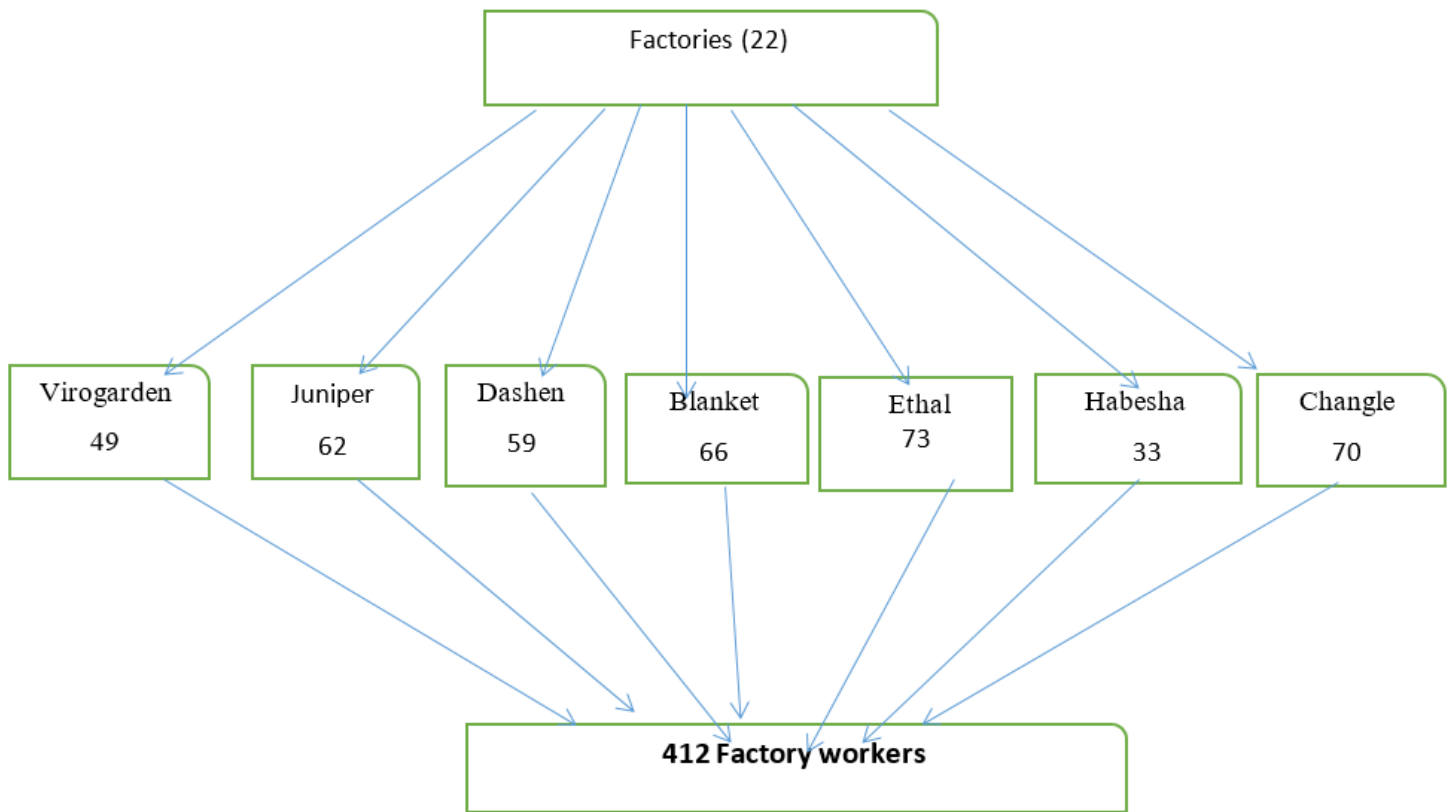 Factories (22)
Virogarden
49
Juniper
62
Dashen
59
Blanket
66
Ethal
73
Habesha
33
Changle
70
412 Factory workers